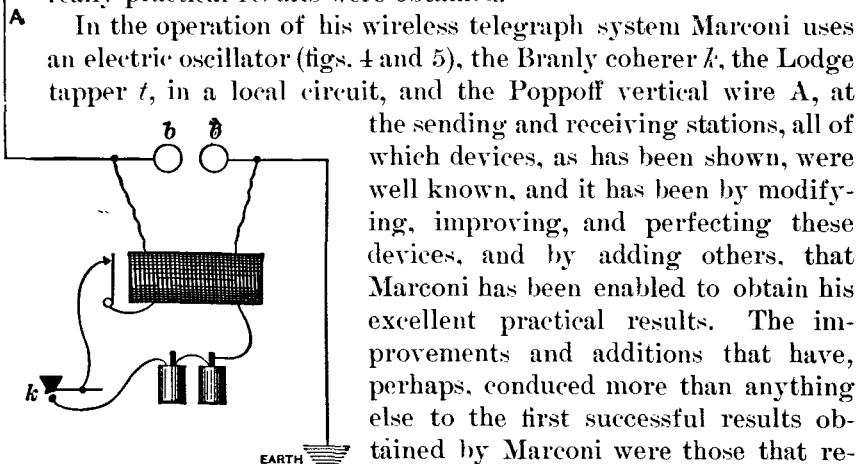 A
In the operation of his wireless telegraph system Marconi uses
an electric oscillator (figs. 4 and 5), the Branly coherer k, the Lodge
tapper t, in a local circuit, and the Poppoff vertical wire A, at
the sending and receiving stations, all of
which devices, as has been shown, were
well known, and it has been by modify-
ing, improving, and perfecting these
devices, and by adding others, that
Marconi has been enabled to obtain his
excellent practical results. The im-
provements and additions that have,
perhaps, conduced more than anything
else to the first successful results ob-
tained by Marconi were those that re-
b
k
EARTH